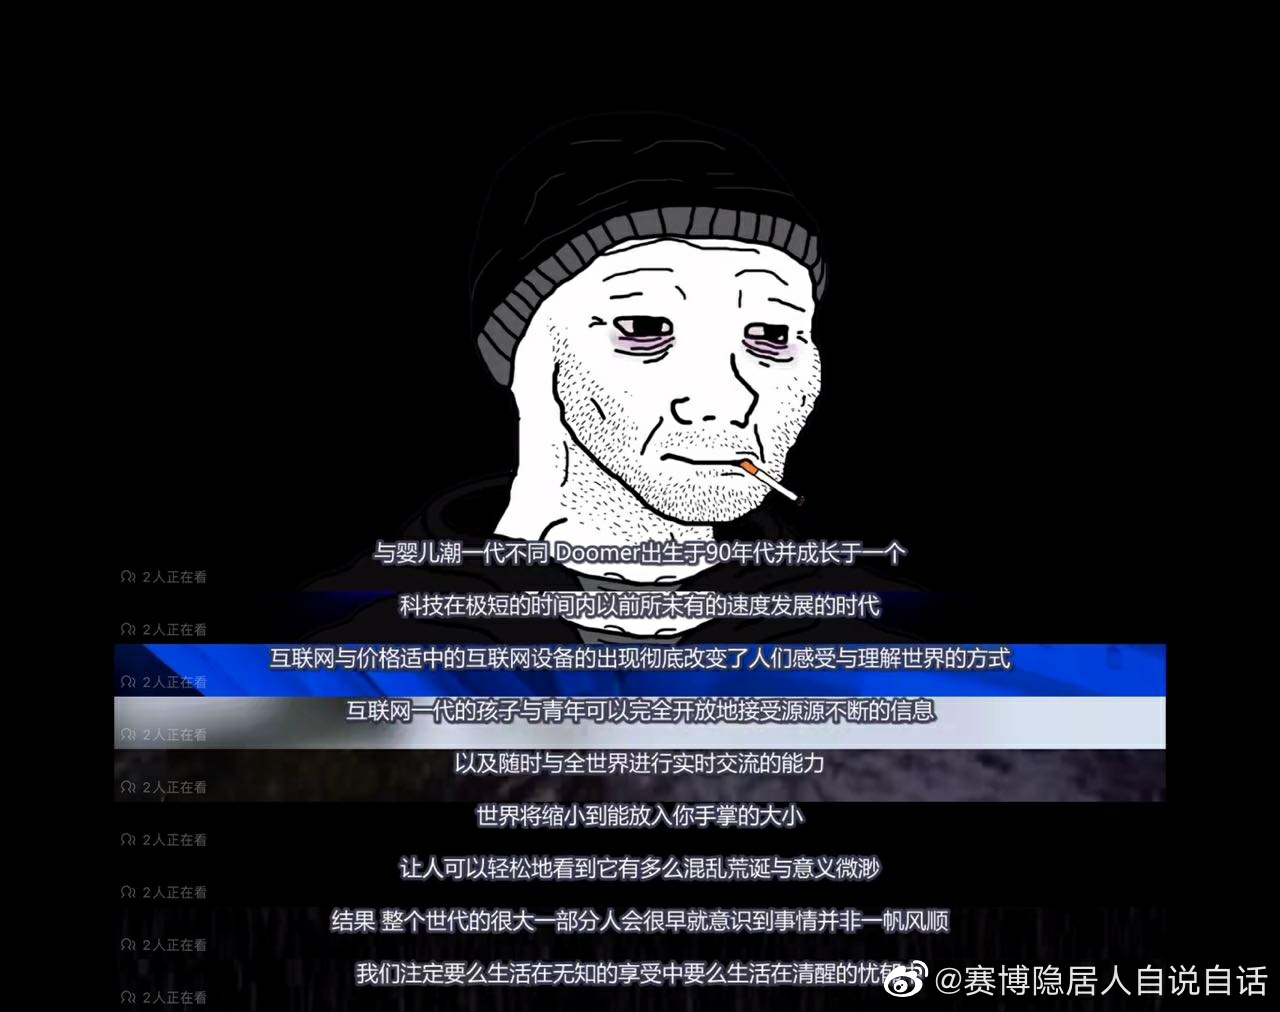 与婴儿潮一代不同 Doomer出生于90年代并成长于一个
2人正在看
科技在极短的时间内以前所未有的速度发展的时代
2人正在看
互联网与价格适中的互联网设备的出现彻底改变了人们感受与理解世界的方式
2人正在看
互联网一代的孩子与青年可以完全开放地接受源源不断的信息
2人正在看
以及随时与全世界进行实时交流的能力
2人正在看
世界将缩小到能放入你手掌的大小
2人正在看
让人可以轻松地看到它有多么混乱荒诞与意义微渺
2人正在看
结果 整个世代的很大一部分人会很早就意识到事情并非一帆风顺
2人正在看
我们注定要么生活在无知的享受中要么生活在清醒的忧
2人正在看
@赛博隐居人自说自话